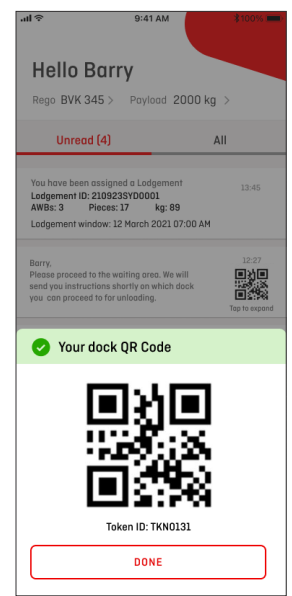 9:41 AM
100%
Hello Barry
Rego BVK 345 > Payload 2000 kg >
Unread (4) All
You have been assigned a Lodgement 13:45
Lodgement ID: 210923SYD0001
AWBs: 3 Pieces: 17 kg: 89
Lodgement window: 12 March 2021 07:00 AM
Barry, 12:27
Please proceed to the waiting area. We will
send you instructions shortly on which dock
you can proceed to for unloading.
Tap to expand
Your dock QR Code
Token ID: TKN0131
DONE